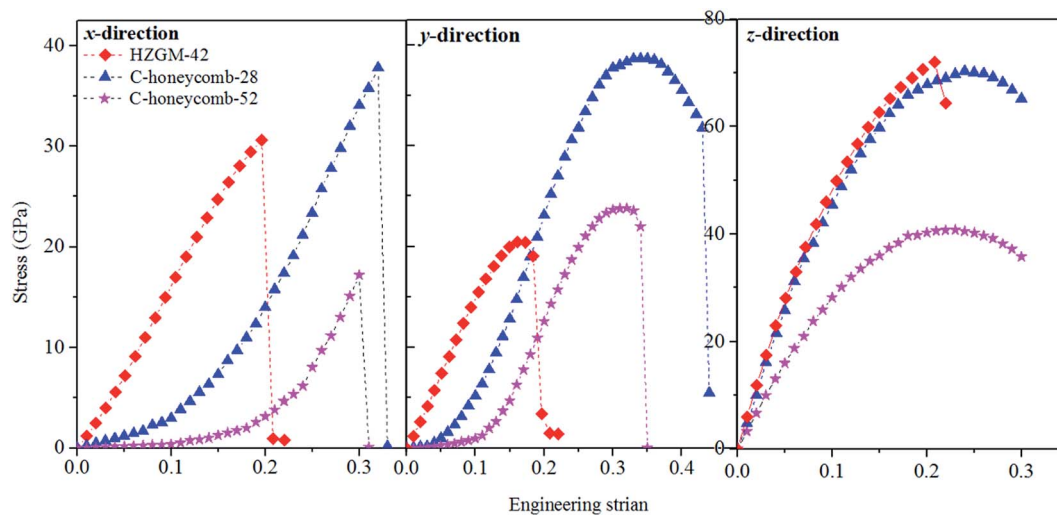 x-direction
HZGM-42
C-honeycomb-28
C-honeycomb-52
y-direction
z-direction
Stress (GPa)
40
30
20
10
0
80
60
40
20
0
0.0 0.1 0.2 0.3
0.0 0.1 0.2 0.3 0.4
0.0 0.1 0.2 0.3
Engineering strian